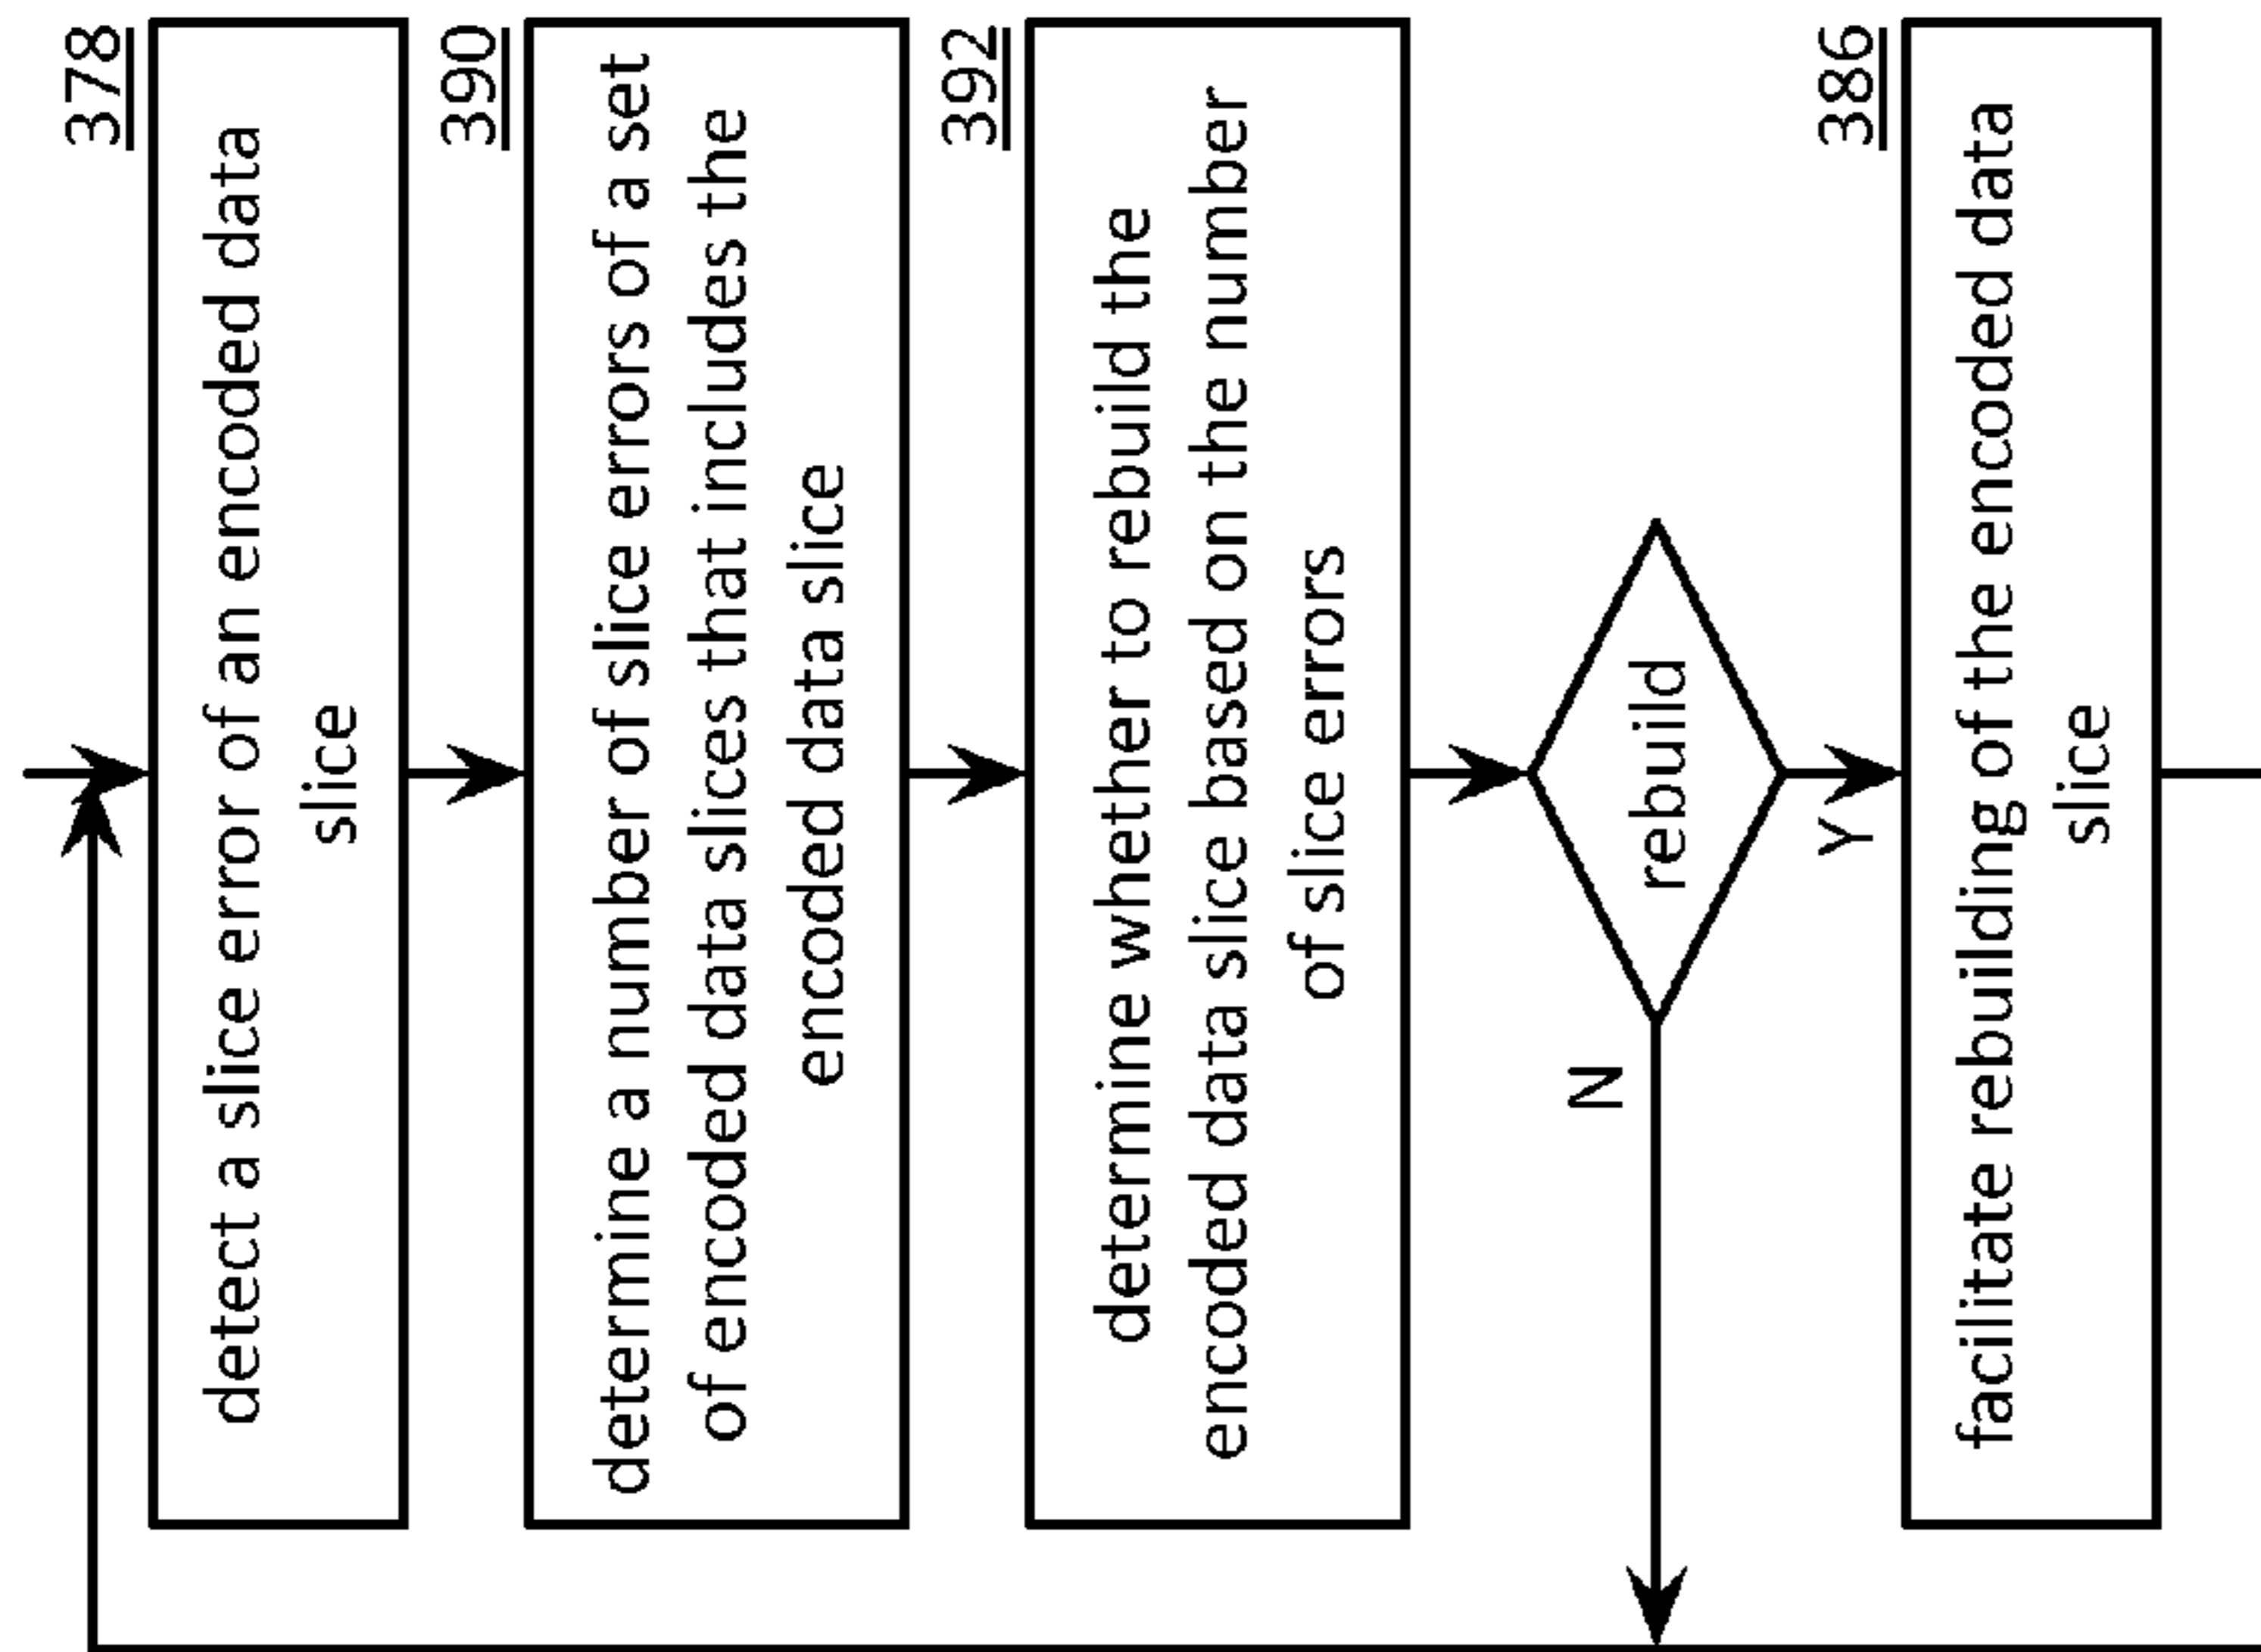 378
detect a slice error of an encoded data
slice
390
determine a number of slice errors of a set
of encoded data slices that includes the
encoded data slice
392
determine whether to rebuild the
encoded data slice based on the number
of slice errors
rebuild
N
Y
386
facilitate rebuilding of the encoded data
slice